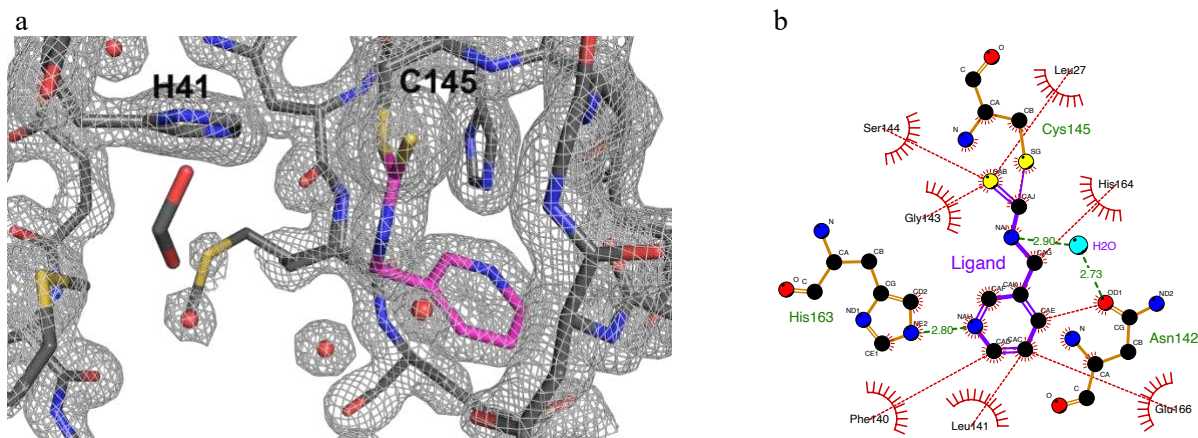 a
H41
C145
b
O
C
Leu27
CA
CB
Cys145
Ser144
N
SG
CAJ
His164
Gly143
N
2.90
H2O
CA
CB
Ligand
CAG
2.73
OD1
ND2
O
C
CG
CD2
CAF
CAE
His163
ND1
NE2
2.80
NAH
CG
N
Asn142
CE1
CAC
CB
CA
C
O
Glu166
Phe140
Leu141